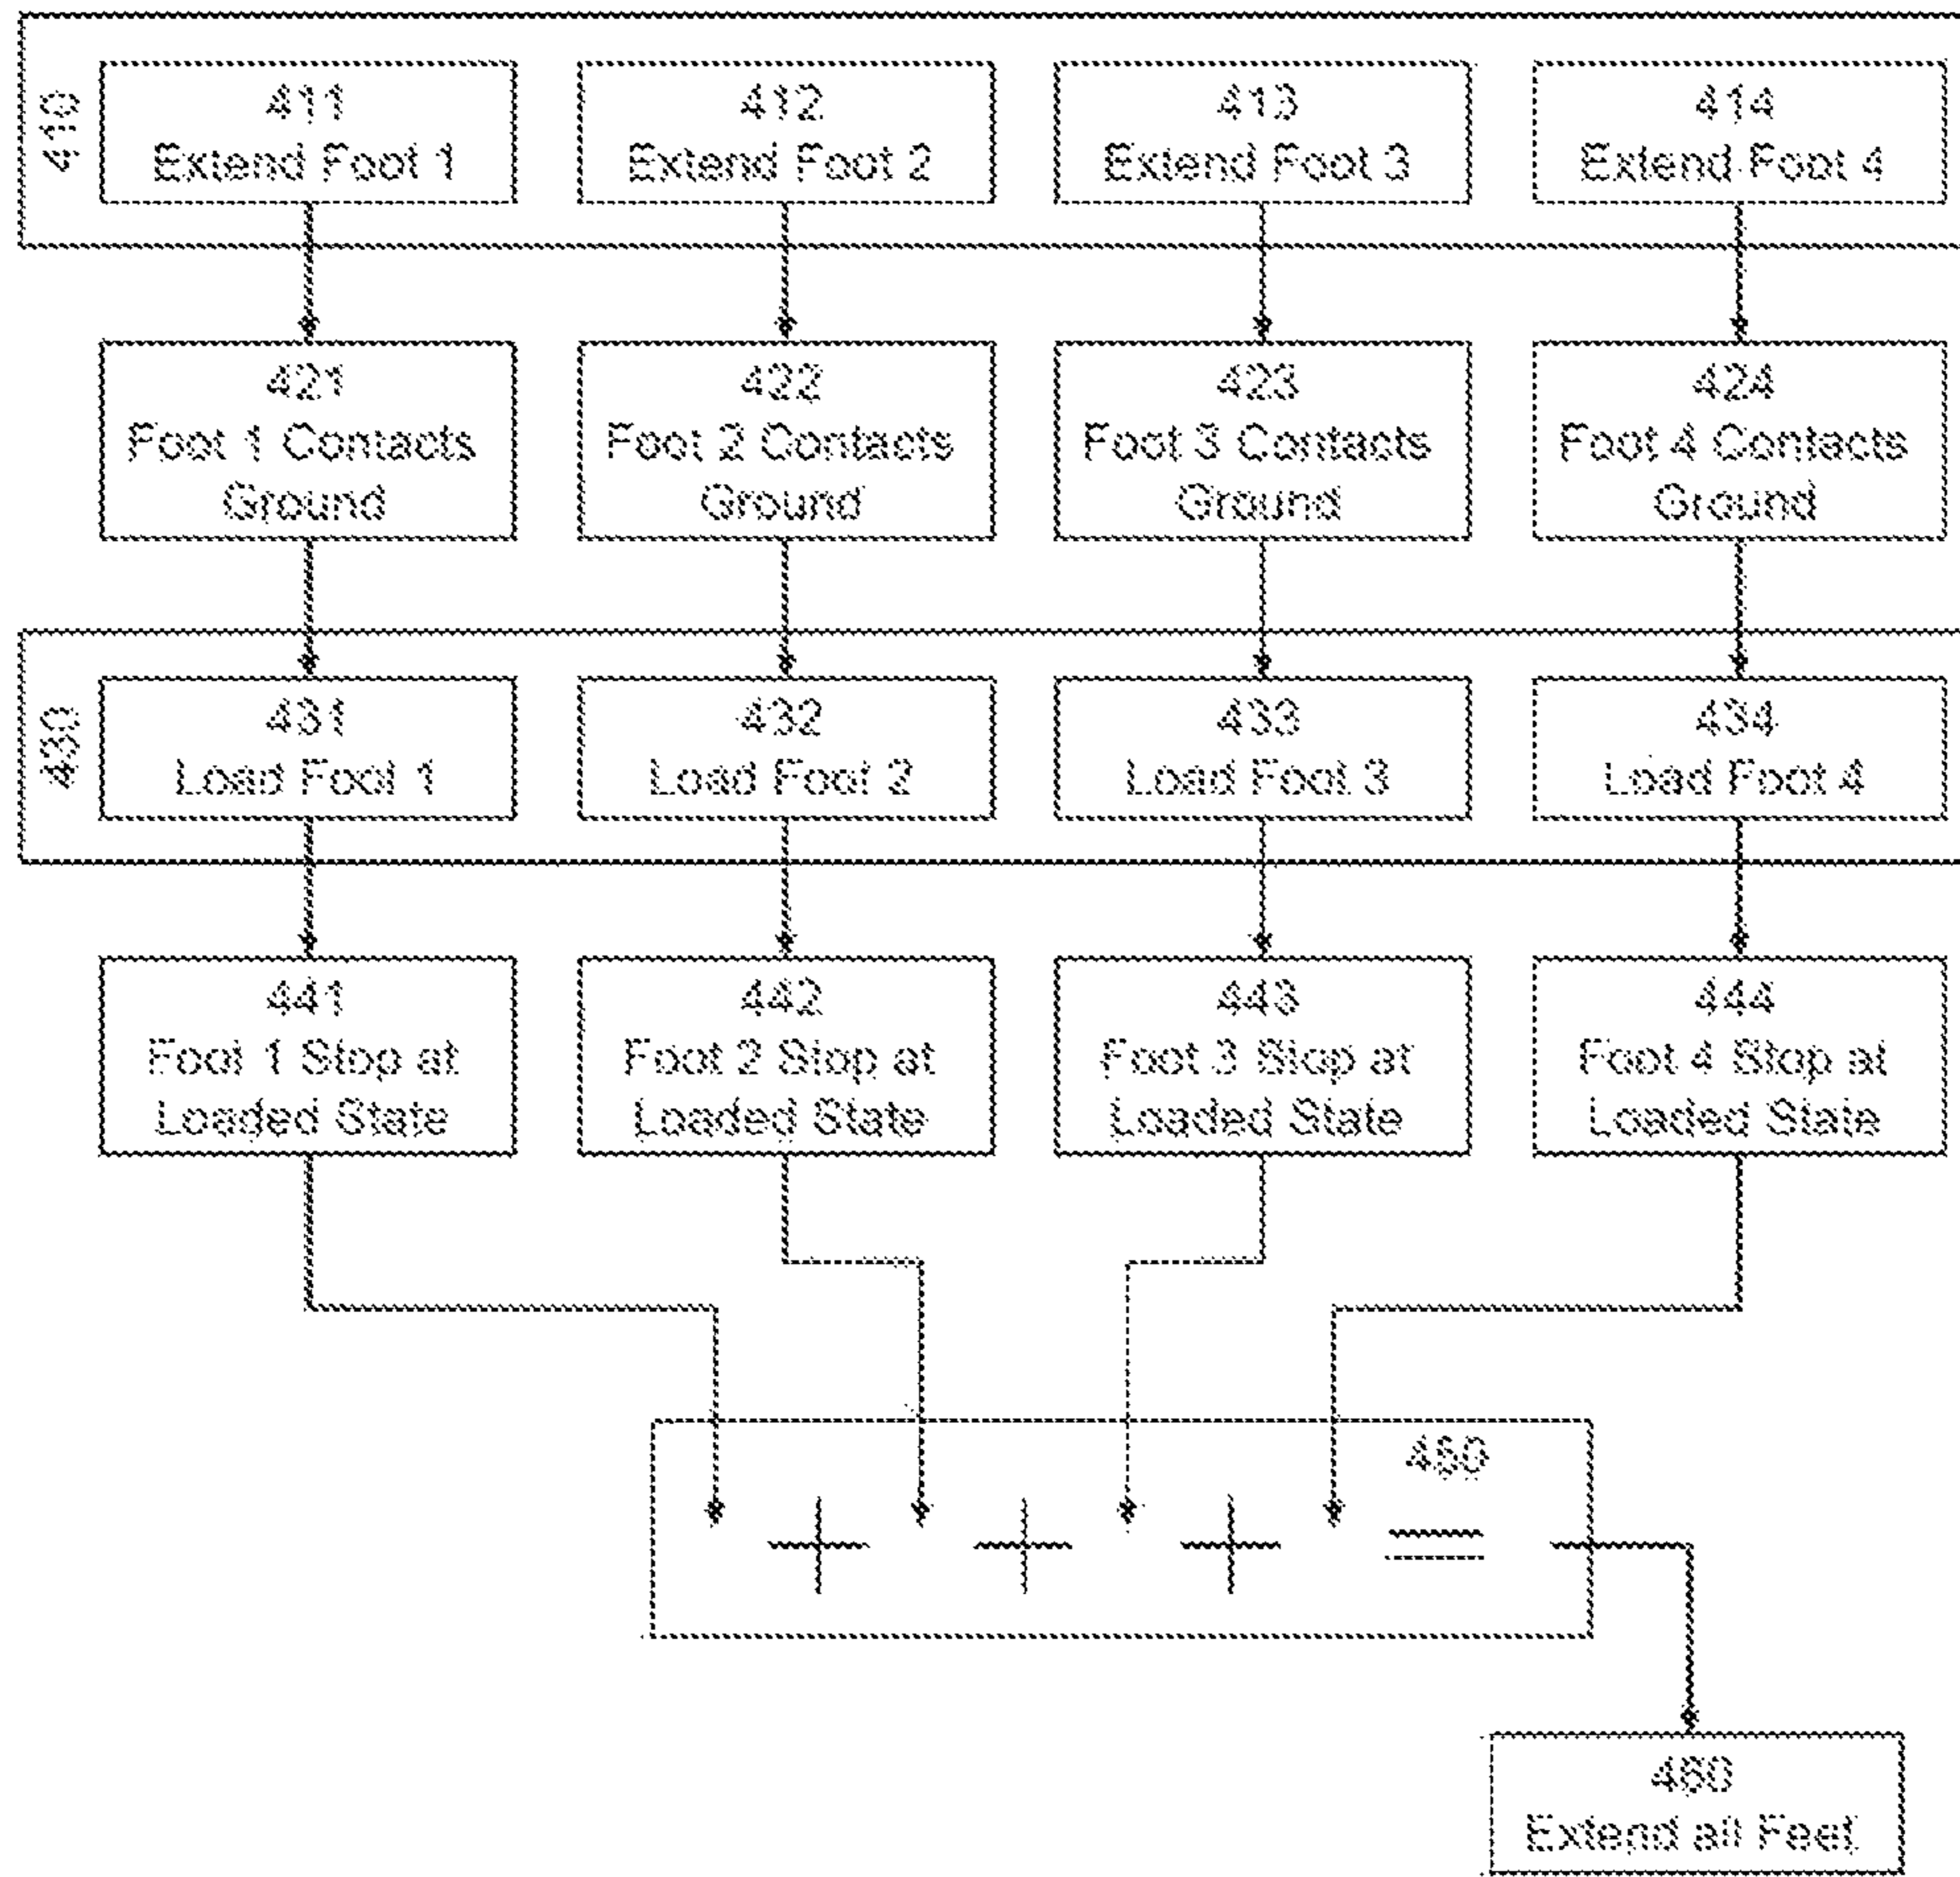 410
411
Extend Foot 1
412
Extend Foot 2
413
Extend Foot 3
414
Extend Foot 4
421
Foot 1 Contacts
Ground
422
Foot 2 Contacts
Ground
423
Foot 3 Contacts
Ground
424
Foot 4 Contacts
Ground
430
431
Load Foot 1
432
Load Foot 2
433
Load Foot 3
434
Load Foot 4
441
Foot 1 Stop at
Loaded State
442
Foot 2 Stop at
Loaded State
443
Foot 3 Stop at
Loaded State
444
Foot 4 Stop at
Loaded State
+ + + =
Extend all Feet